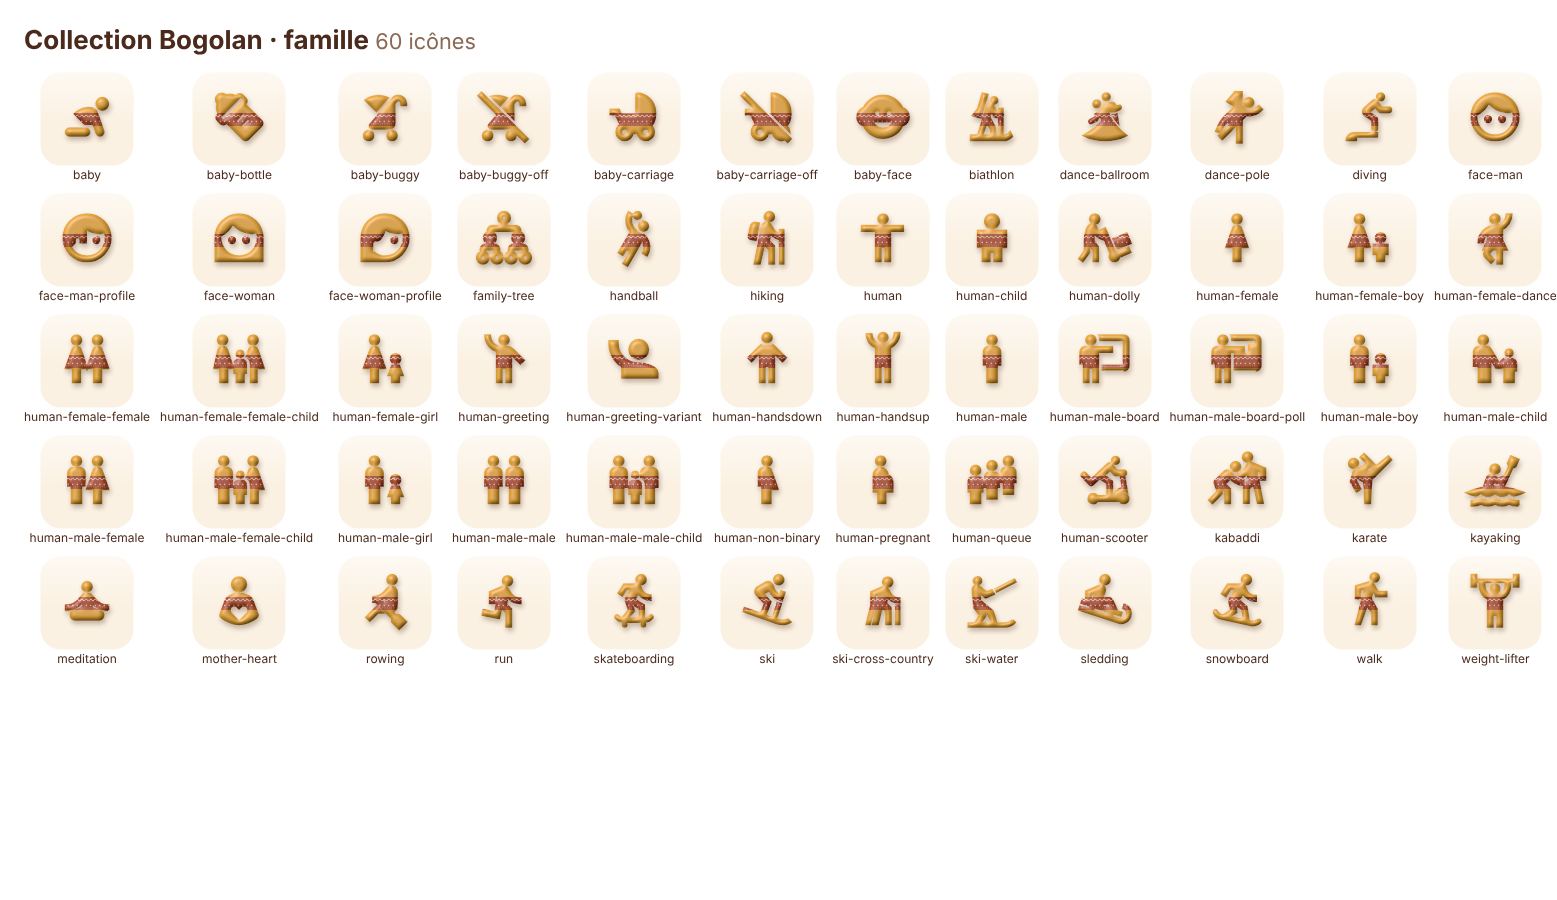 Collection Bogolan · famille 60 icônes
baby baby-bottle baby-buggy baby-buggy-off baby-carriage baby-carriage-off baby-face biathlon dance-ballroom dance-pole diving face-man
face-man-profile face-woman face-woman-profile family-tree handball hiking human human-child human-dolly human-female human-female-boy human-female-dance
human-female-female human-female-female-child human-female-girl human-greeting human-greeting-variant human-handsdown human-handsup human-male human-male-board human-male-board-poll human-male-boy human-male-child
human-male-female human-male-female-child human-male-girl human-male-male human-male-male-child human-non-binary human-pregnant human-queue human-scooter kabaddi karate kayaking
meditation mother-heart rowing run skateboarding ski ski-cross-country ski-water sledding snowboard walk weight-lifter